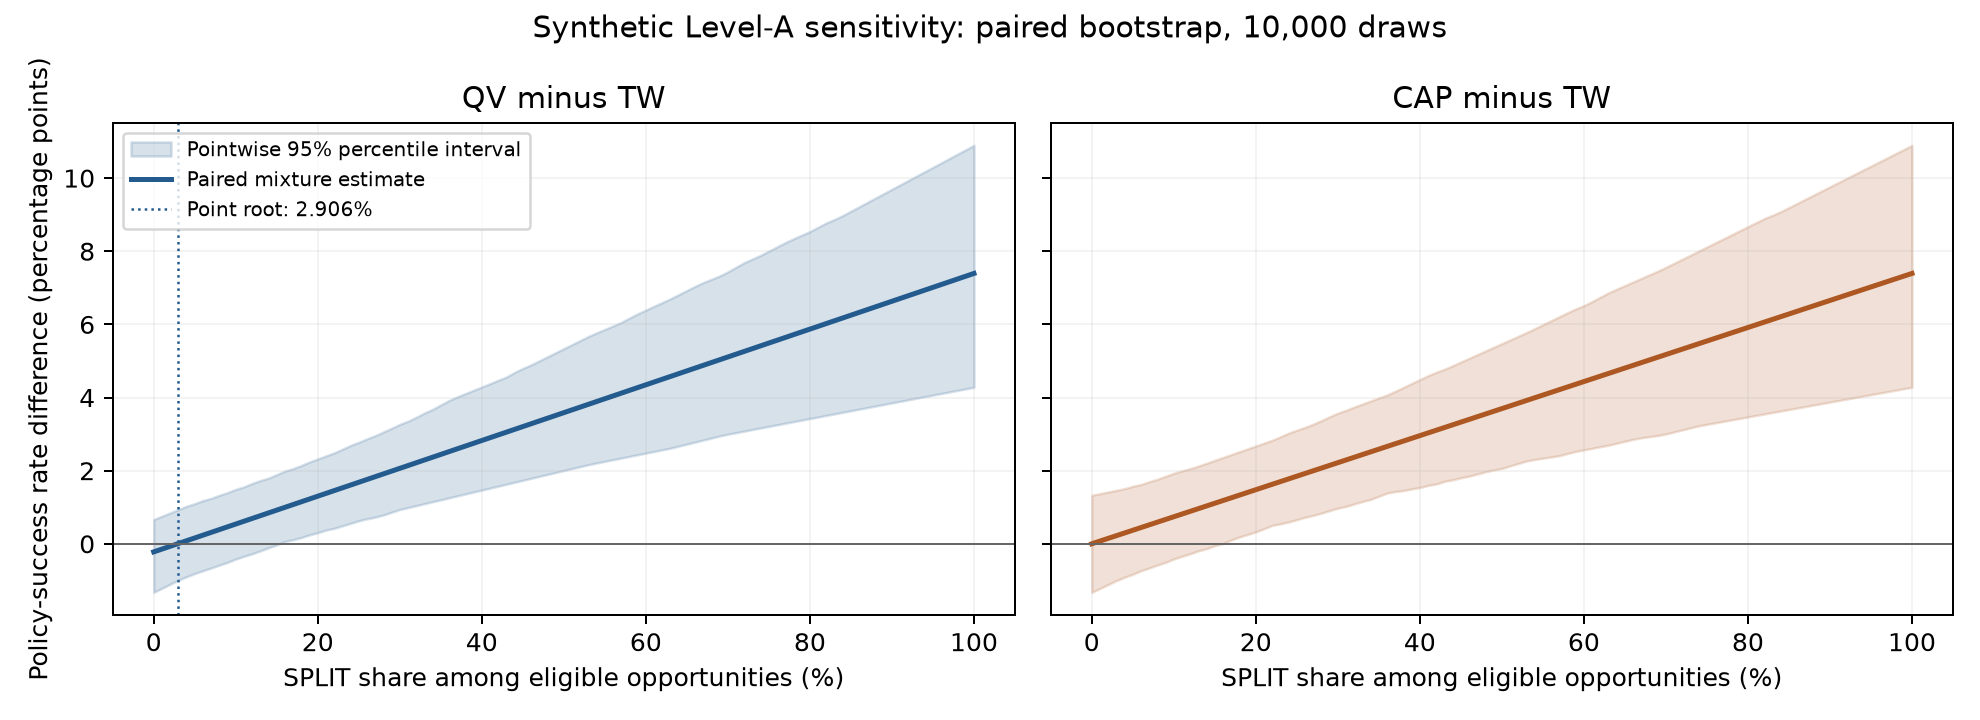 Synthetic Level-A sensitivity: paired bootstrap, 10,000 draws
QV minus TW
Policy-success rate difference (percentage points)
10
8
6
4
2
0
Pointwise 95% percentile interval
Paired mixture estimate
Point root: 2.906%
0 20 40 60 80 100
SPLIT share among eligible opportunities (%)
CAP minus TW
0 20 40 60 80 100
SPLIT share among eligible opportunities (%)